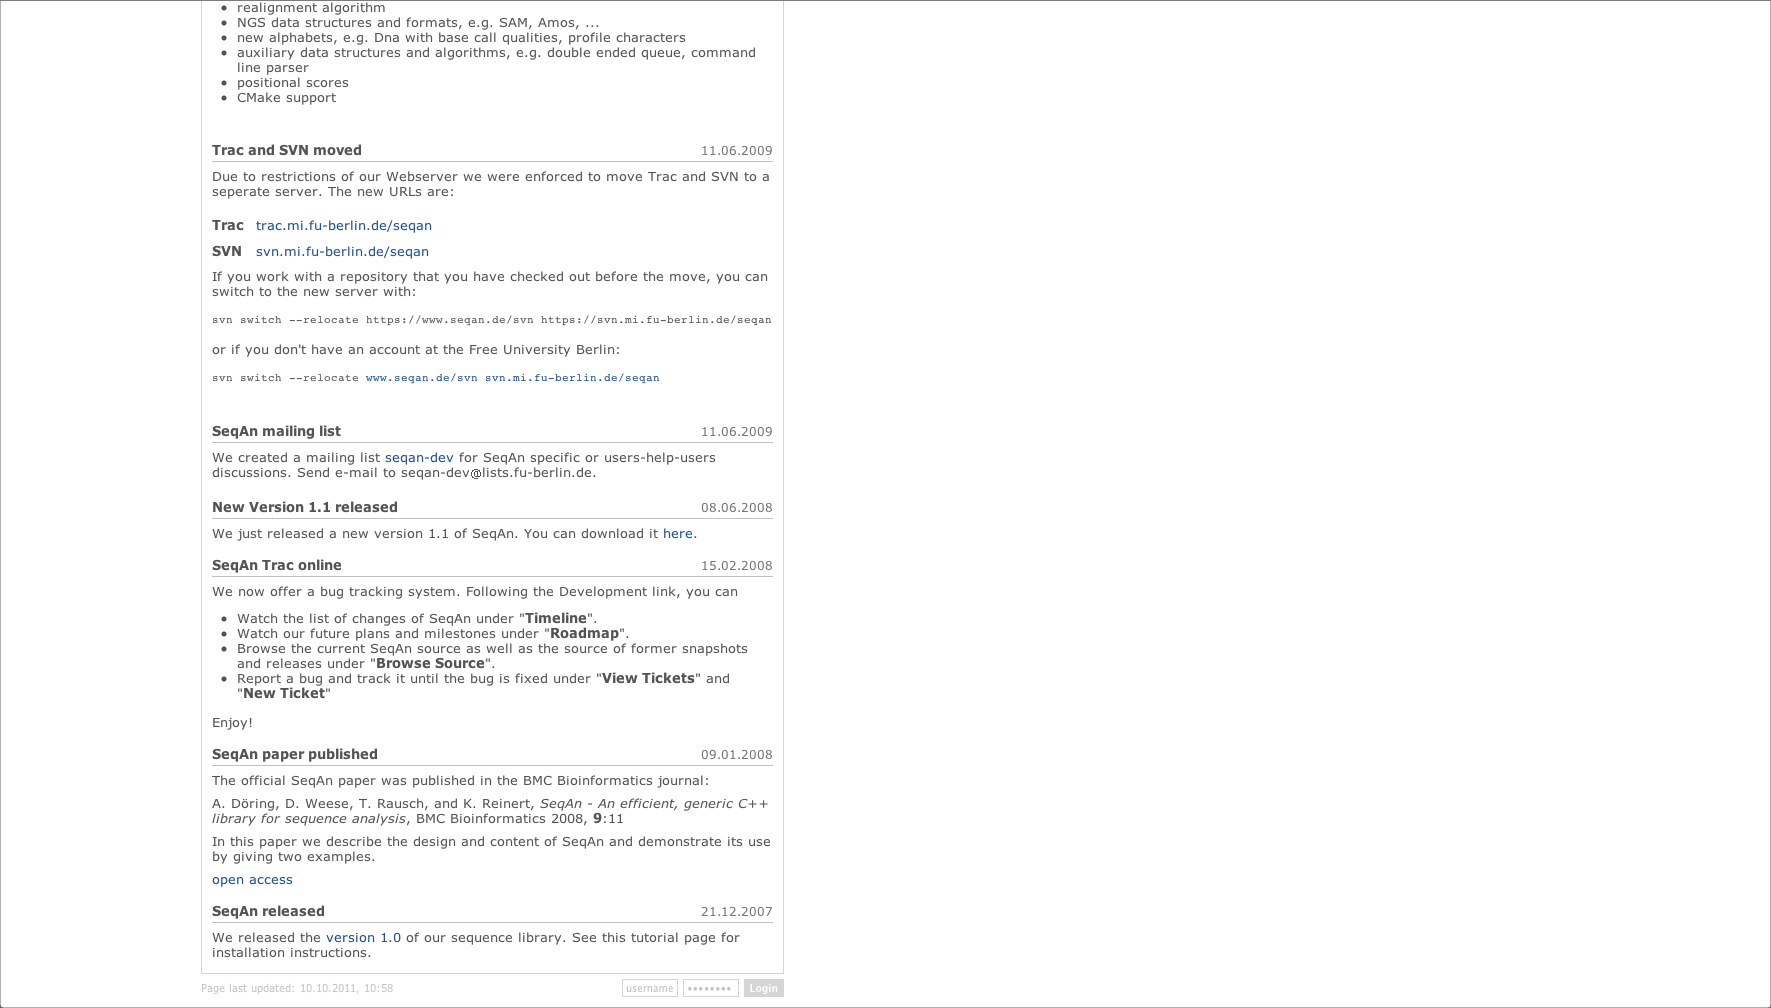 realignment algorithm
NGS data structures and formats, e.g. SAM, Amos, ...
new alphabets, e.g. Dna with base call qualities, profile characters
auxiliary data structures and algorithms, e.g. double ended queue, command
line parser
positional scores
CMake support
Trac and SVN moved 11.06.2009
Due to restrictions of our Webserver we were enforced to move Trac and SVN to a
seperate server. The new URLs are:
Trac trac.mi.fu-berlin.de/seqan
SVN svn.mi.fu-berlin.de/seqan
If you work with a repository that you have checked out before the move, you can
switch to the new server with:
svn switch --relocate https://www.seqan.de/svn https://svn.mi.fu-berlin.de/seqan
or if you don't have an account at the Free University Berlin:
svn switch --relocate www.seqan.de/svn svn.mi.fu-berlin.de/seqan
SeqAn mailing list 11.06.2009
We created a mailing list seqan-dev for SeqAn specific or users-help-users
discussions. Send e-mail to seqan-dev@lists.fu-berlin.de.
New Version 1.1 released 08.06.2008
We just released a new version 1.1 of SeqAn. You can download it here.
SeqAn Trac online 15.02.2008
We now offer a bug tracking system. Following the Development link, you can
Watch the list of changes of SeqAn under "Timeline".
Watch our future plans and milestones under "Roadmap".
Browse the current SeqAn source as well as the source of former snapshots
and releases under "Browse Source".
Report a bug and track it until the bug is fixed under "View Tickets" and
"New Ticket"
Enjoy!
SeqAn paper published 09.01.2008
The official SeqAn paper was published in the BMC Bioinformatics journal:
A. Döring, D. Weese, T. Rausch, and K. Reinert, SeqAn - An efficient, generic C++
library for sequence analysis, BMC Bioinformatics 2008, 9:11
In this paper we describe the design and content of SeqAn and demonstrate its use
by giving two examples.
open access
SeqAn released 21.12.2007
We released the version 1.0 of our sequence library. See this tutorial page for
installation instructions.
Page last updated: 10.10.2011, 10:58 username •••••••• Login